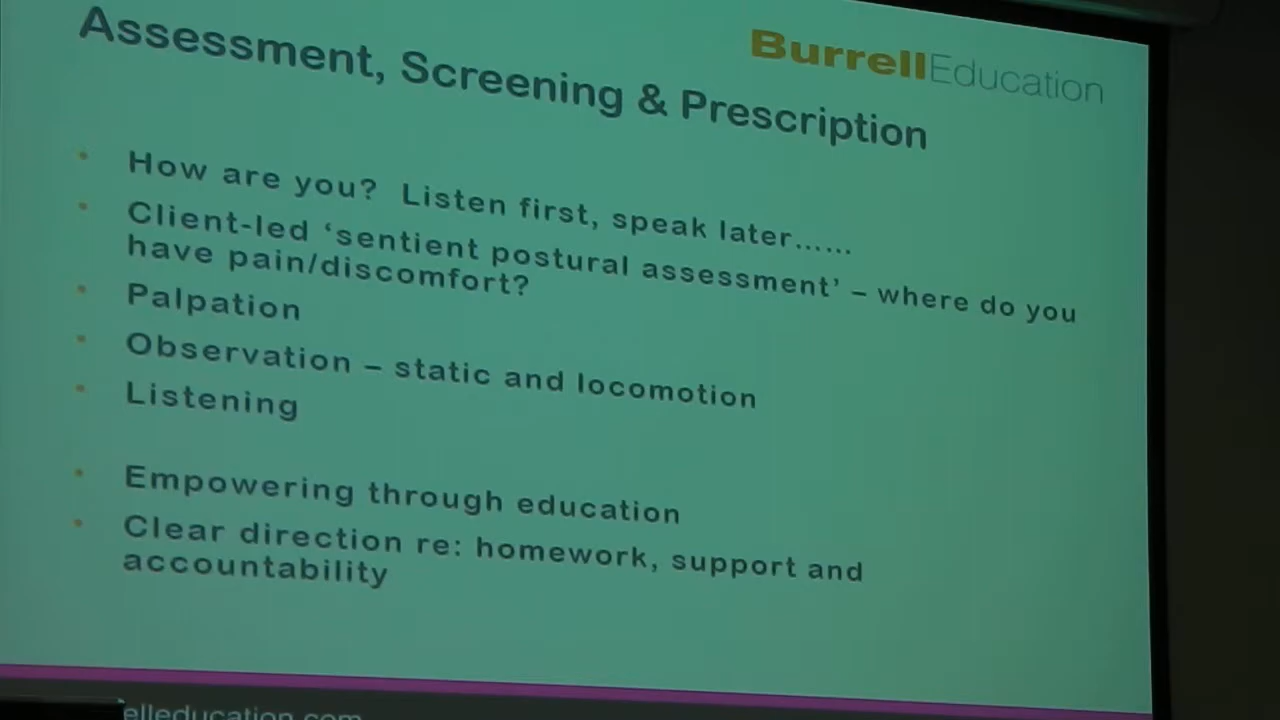 Assessment, Screening & Prescription
BurrellEducation
• How are you? Listen first, speak later......
• Client-led ‘sentient postural assessment’ – where do you
have pain/discomfort?
• Palpation
• Observation – static and locomotion
• Listening
• Empowering through education
• Clear direction re: homework, support and
accountability
elleducation.com